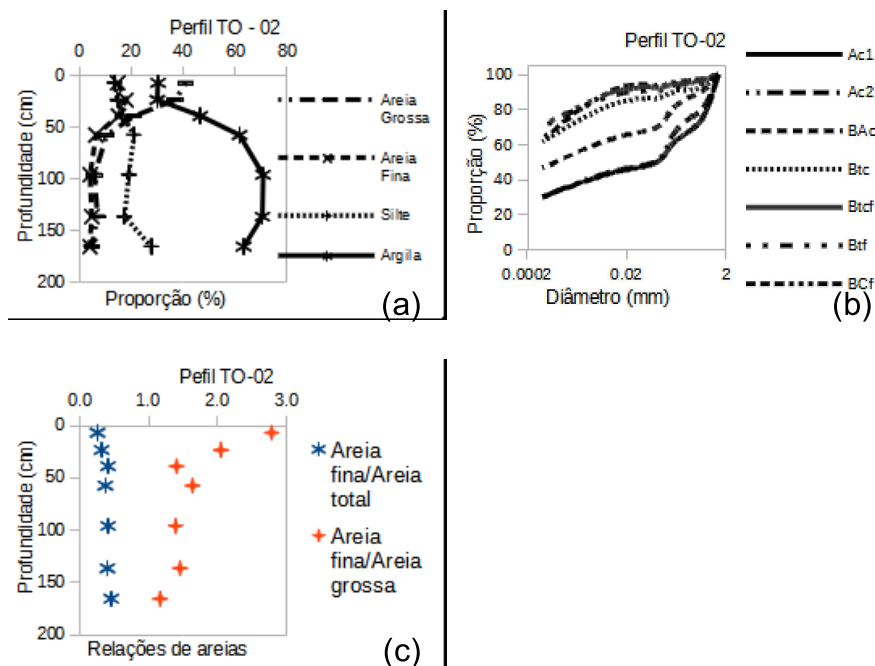 Perfil TO - 02
0 20 40 60 80
0
50
100
150
200
Profundidade (cm)
Proporção (%)
Areia
Grossa
Areia
Fina
Silte
Argila
(a)
Perfil TO-02
100
80
60
40
20
0
Proporção (%)
0.0002 0.02 2
Diâmetro (mm)
Ac1
Ac2
BAc
Btc
Btcf
Btf
BCf
(b)
Pefil TO-02
0.0 1.0 2.0 3.0
0
50
100
150
200
Profundidade (cm)
Relações de areias
Areia
fina/Areia
total
Areia
fina/Areia
grossa
(c)